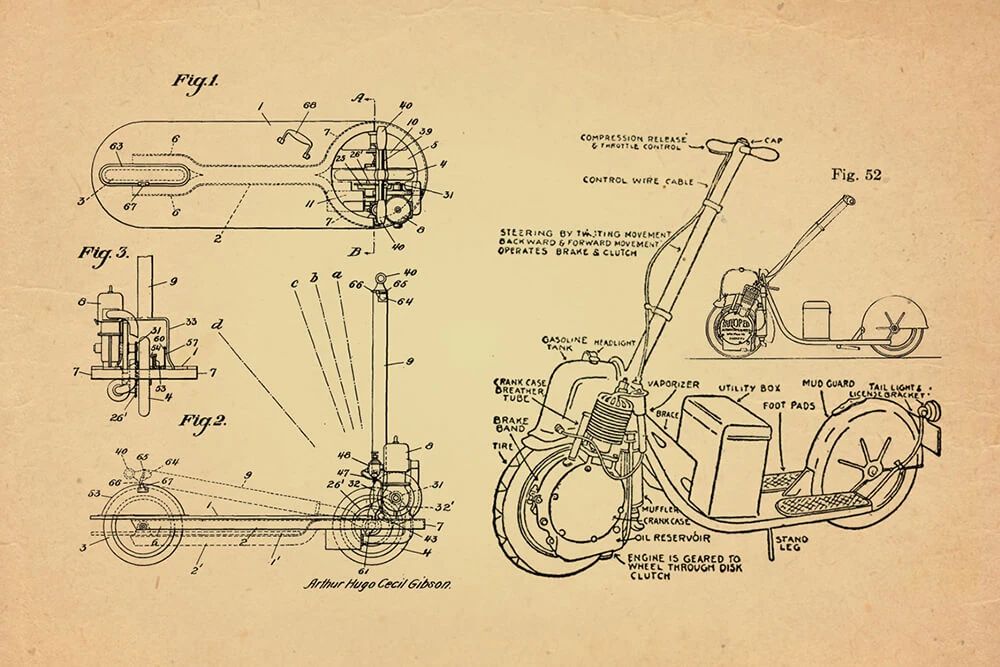 Fig.1.
A
40
68
1
7
10
39
5
4
6
63
25
26'
31
3
67
11
6
7
8
2
B
40
Fig. 3.
9
8
31
60
33
54
57
7
7
53
26'
4
a
b
c
d
66
40
65
64
9
Fig.2.
40
65
64
9
66
67
53
1
48
47
32
26'
8
31
32'
7
43
4
3
6
2
2'
1'
61
Arthur Hugo Cecil Gibson.
COMPRESSION RELEASE
& THROTTLE CONTROL
CAP
CONTROL WIRE CABLE
STEERING BY TWISTING MOVEMENT
BACKWARD & FORWARD MOVEMENT
OPERATES BRAKE & CLUTCH
Fig. 52
GASOLINE
TANK
HEADLIGHT
CRANK CASE
BREATHER
TUBE
BRAKE
BAND
TIRE
VAPORIZER
BRACE
UTILITY BOX
FOOT PADS
MUD GUARD
TAIL LIGHT &
LICENSE BRACKET
MUFFLER
CRANKCASE
OIL RESERVOIR
STAND
LEG
ENGINE IS GEARED TO
WHEEL THROUGH DISK
CLUTCH